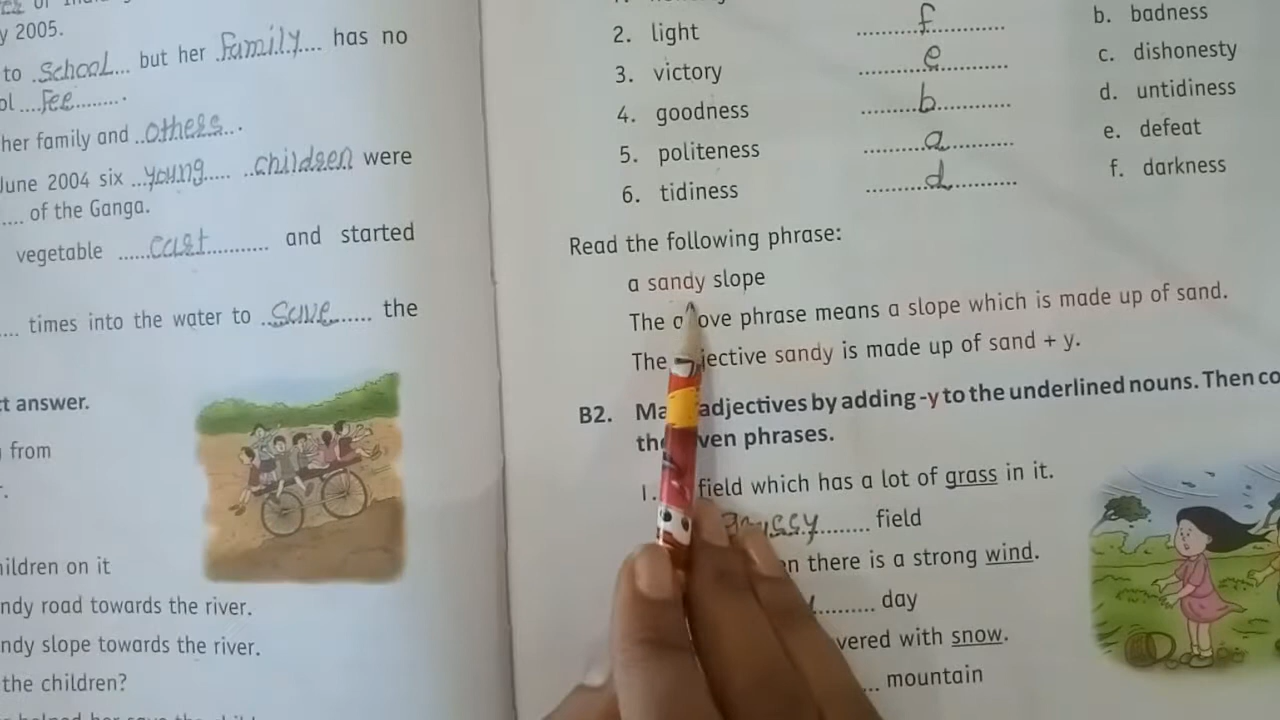 y 2005.
to School but her Family has no
ol Fee.
her family and others.
June 2004 six young children were
of the Ganga.
vegetable cart and started
times into the water to save the
t answer.
from
hildren on it
ndy road towards the river.
ndy slope towards the river.
the children?
2. light f b. badness
3. victory e c. dishonesty
4. goodness b d. untidiness
5. politeness a e. defeat
6. tidiness d f. darkness
Read the following phrase:
a sandy slope
The ove phrase means a slope which is made up of sand.
The jective sandy is made up of sand + y.
B2. Ma adjectives by adding -y to the underlined nouns. Then co
the ven phrases.
1. field which has a lot of grass in it.
grassy field
n there is a strong wind.
day
vered with snow.
mountain